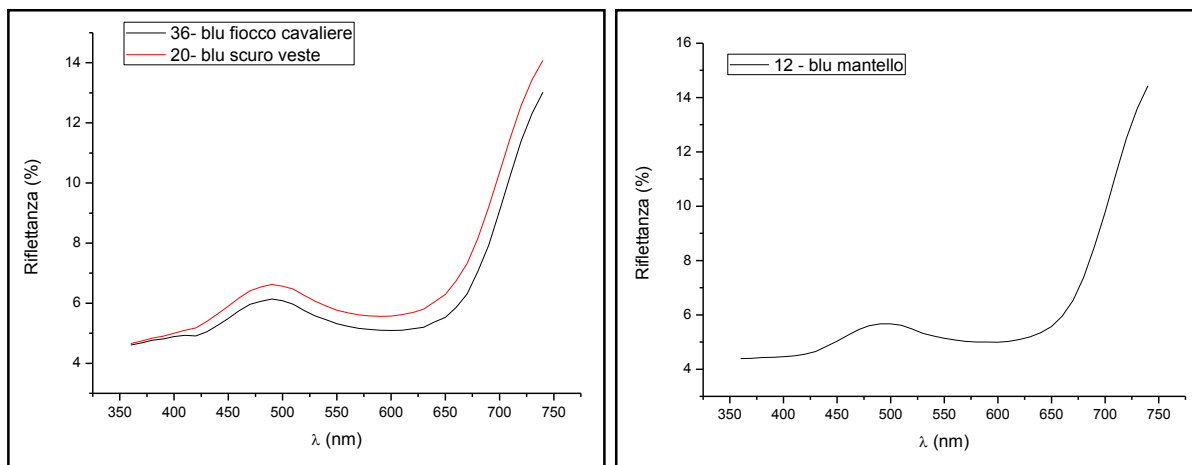 36- blu fiocco cavaliere
20- blu scuro veste
14
12
10
8
6
4
Riflettanza (%)
350 400 450 500 550 600 650 700 750
λ (nm)
12 - blu mantello
16
14
12
10
8
6
4
Riflettanza (%)
350 400 450 500 550 600 650 700 750
λ (nm)